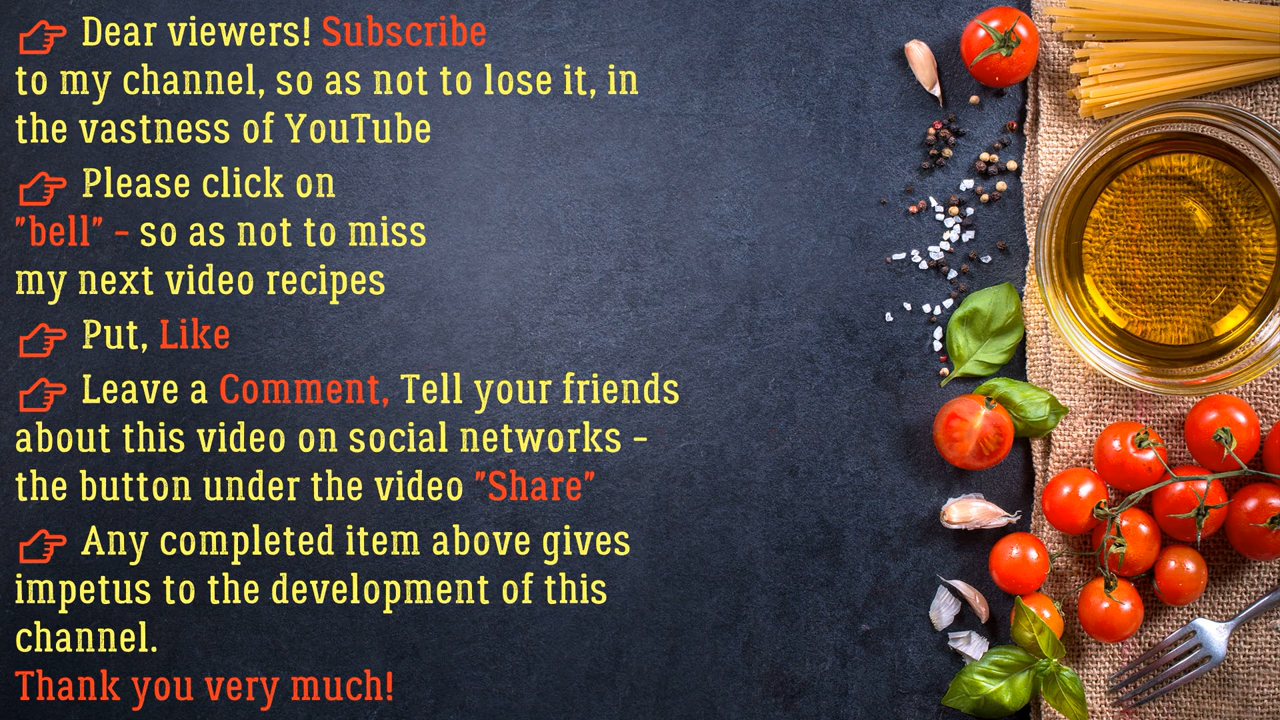 Dear viewers! Subscribe
to my channel, so as not to lose it, in
the vastness of YouTube
Please click on
"bell" - so as not to miss
my next video recipes
Put, Like
Leave a Comment, Tell your friends
about this video on social networks -
the button under the video "Share"
Any completed item above gives
impetus to the development of this
channel.
Thank you very much!